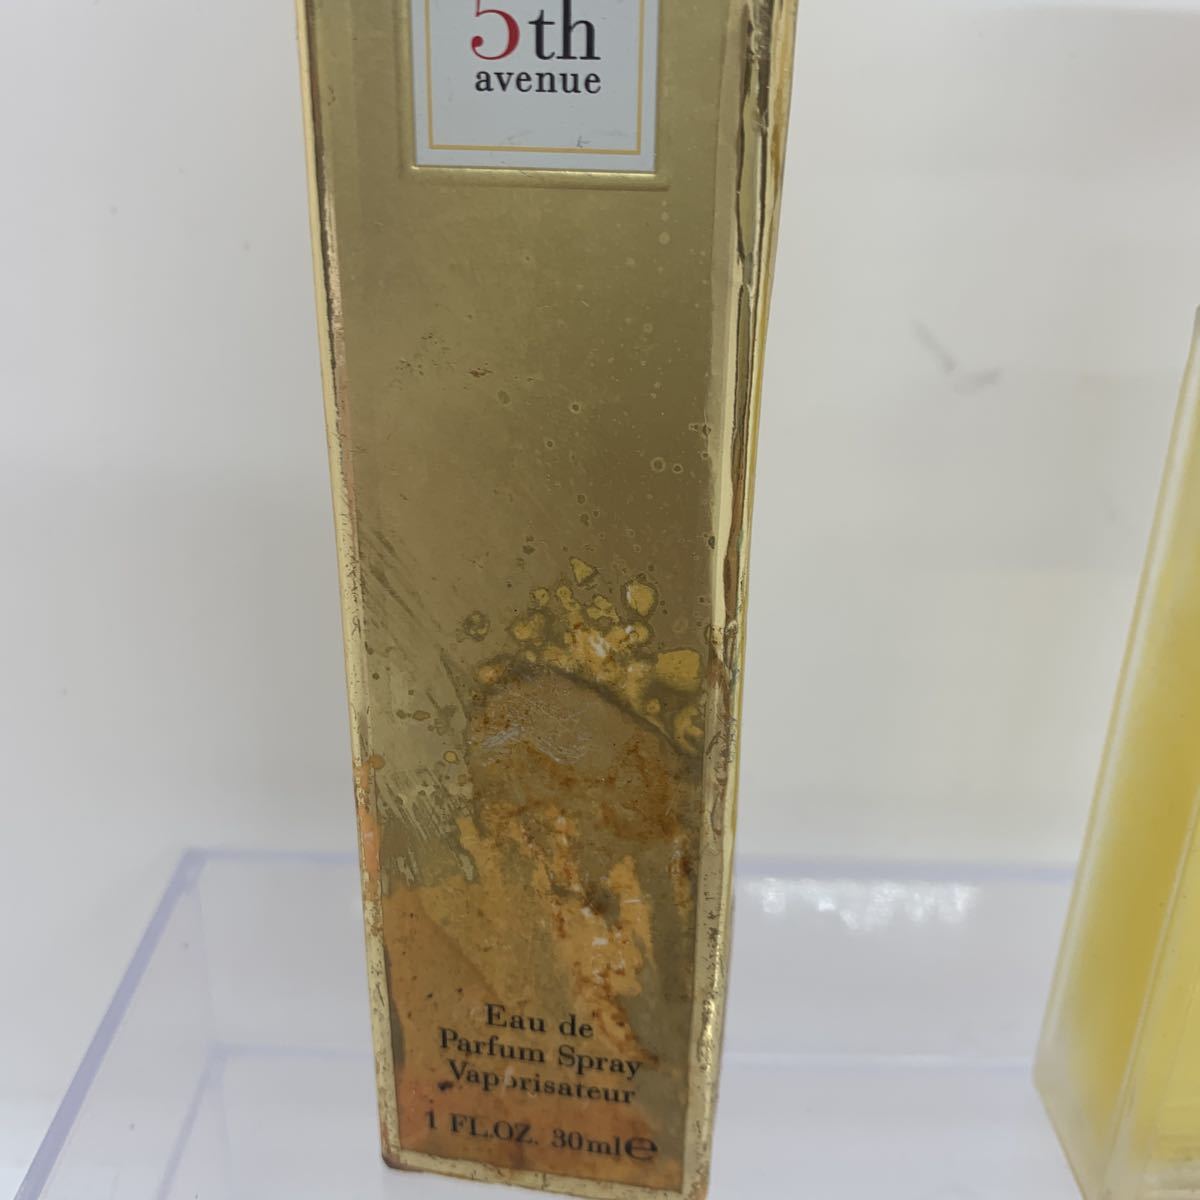 5th
avenue
Eau de
Parfum Spray
Vaporisateur
1 FL.OZ. 30ml℮